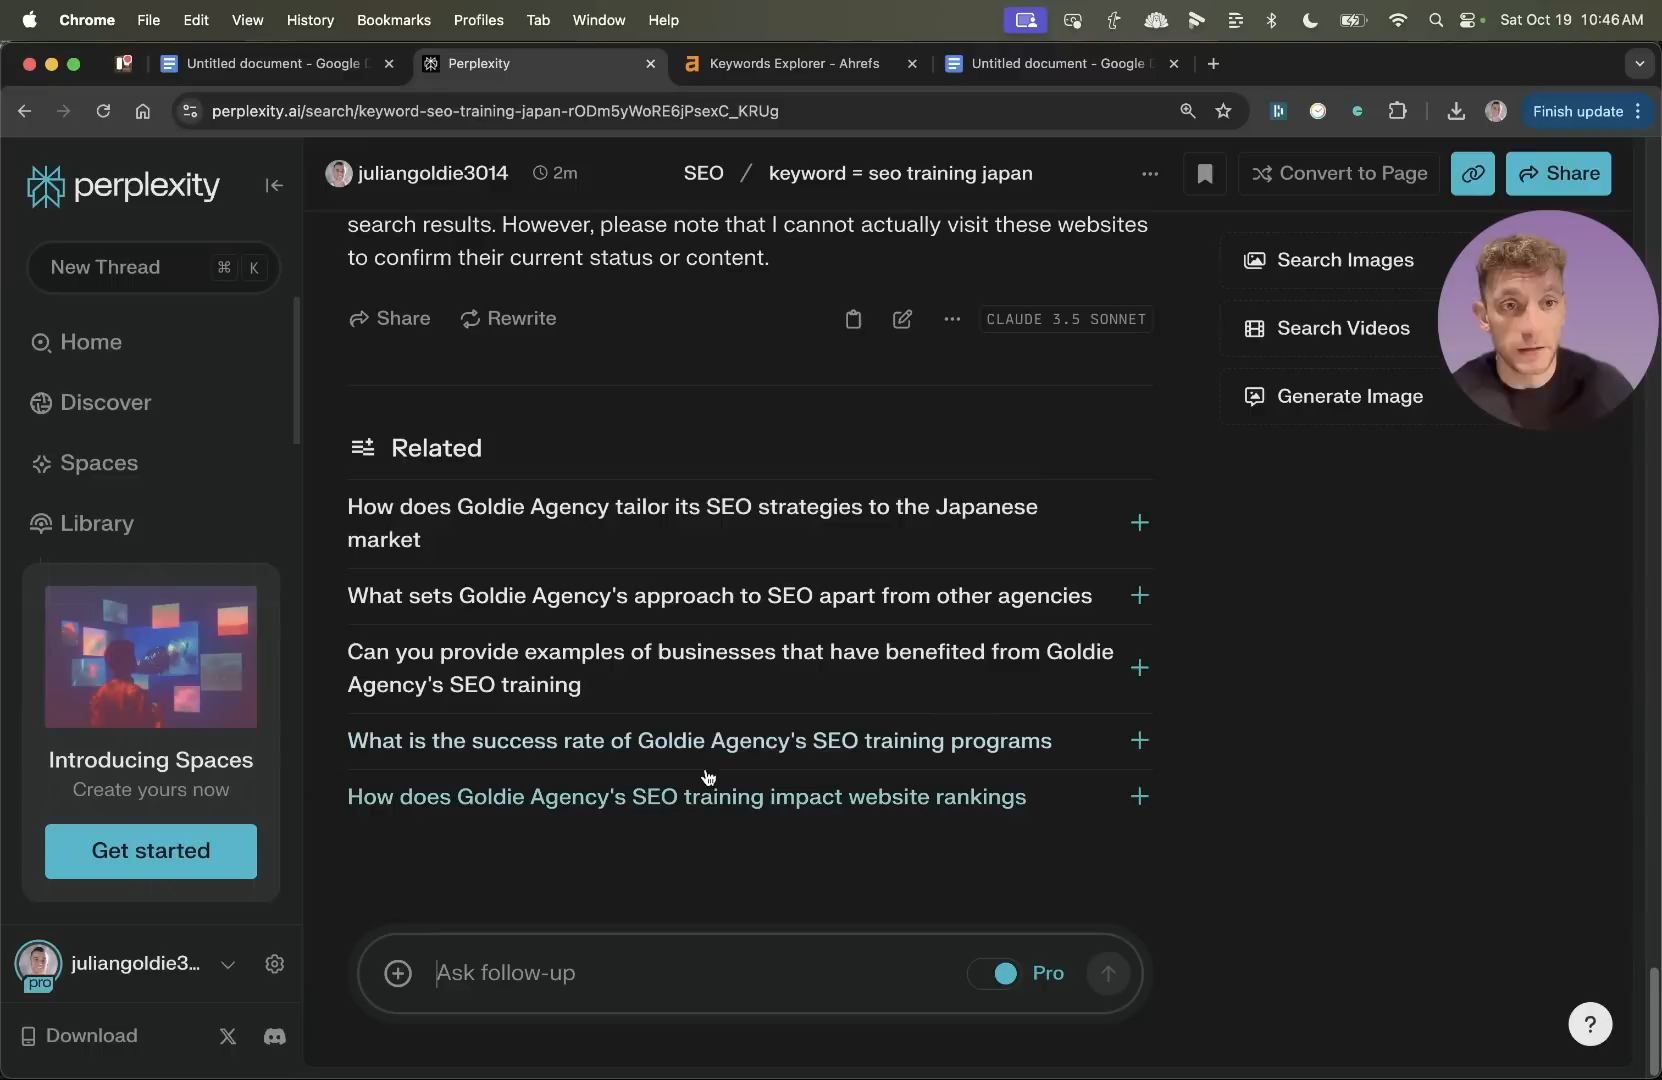 Chrome File Edit View History Bookmarks Profiles Tab Window Help
Sat Oct 19 10:46 AM
Untitled document - Google D
Perplexity
Keywords Explorer - Ahrefs
Untitled document - Google D
perplexity.ai/search/keyword-seo-training-japan-rODm5yWoRE6jPsexC_KRUg
Finish update
perplexity
New Thread ⌘ K
Home
Discover
Spaces
Library
Introducing Spaces
Create yours now
Get started
juliangoldie3...
pro
Download
juliangoldie3014 2m
SEO / keyword = seo training japan
Convert to Page
Share
search results. However, please note that I cannot actually visit these websites
to confirm their current status or content.
Share Rewrite
CLAUDE 3.5 SONNET
Related
How does Goldie Agency tailor its SEO strategies to the Japanese
market
What sets Goldie Agency's approach to SEO apart from other agencies
Can you provide examples of businesses that have benefited from Goldie
Agency's SEO training
What is the success rate of Goldie Agency's SEO training programs
How does Goldie Agency's SEO training impact website rankings
Ask follow-up
Pro
Search Images
Search Videos
Generate Image
?